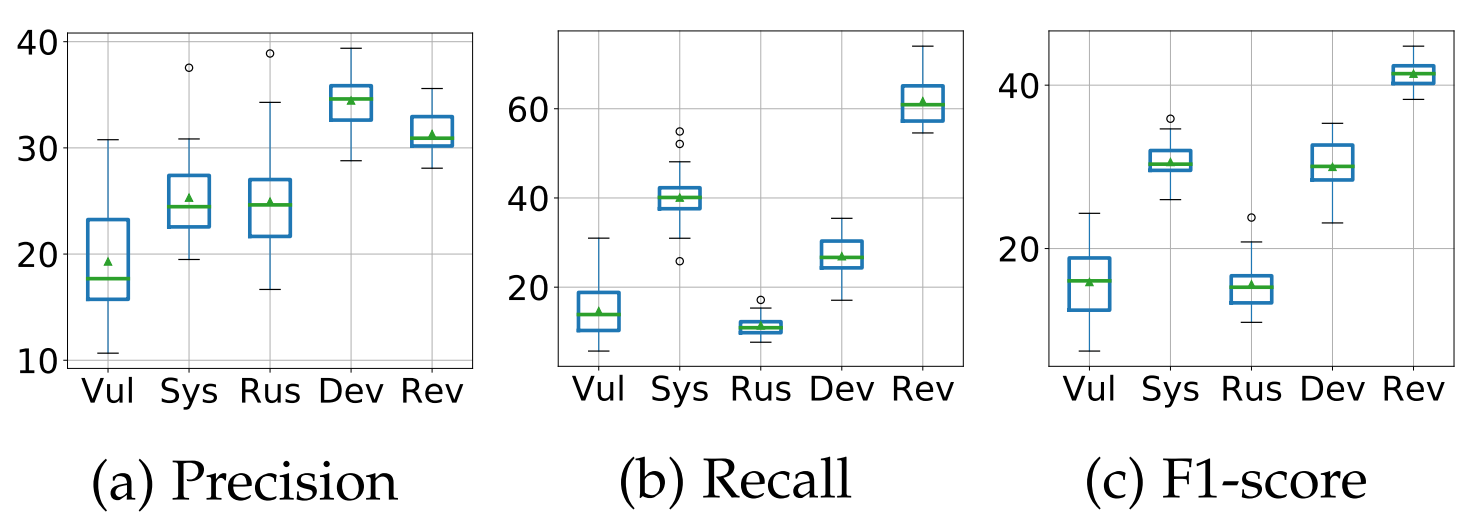 40
30
20
10
Vul Sys Rus Dev Rev
(a) Precision
60
40
20
Vul Sys Rus Dev Rev
(b) Recall
40
20
Vul Sys Rus Dev Rev
(c) F1-score